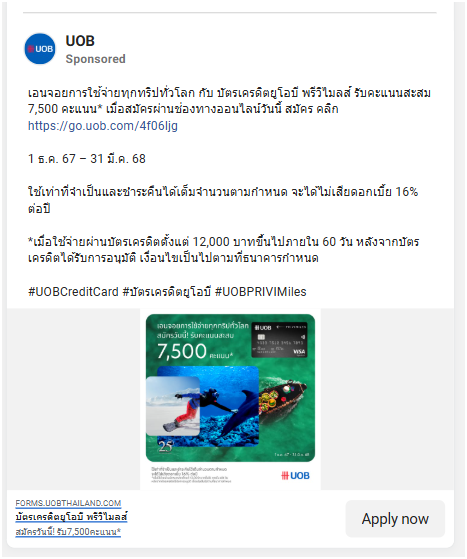 UOB
Sponsored
เอนจอยการใช้จ่ายทุกทริปทั่วโลก กับ บัตรเครดิตยูโอบี พรีวิไมลส์ รับคะแนนสะสม
7,500 คะแนน* เมื่อสมัครผ่านช่องทางออนไลน์วันนี้ สมัคร คลิก
https://go.uob.com/4f06Ijg
1 ธ.ค. 67 – 31 มี.ค. 68
ใช้เท่าที่จำเป็นและชำระคืนได้เต็มจำนวนตามกำหนด จะได้ไม่เสียดอกเบี้ย 16%
ต่อปี
*เมื่อใช้จ่ายผ่านบัตรเครดิตตั้งแต่ 12,000 บาทขึ้นไปภายใน 60 วัน หลังจากบัตร
เครดิตได้รับการอนุมัติ เงื่อนไขเป็นไปตามที่ธนาคารกำหนด
#UOBCreditCard #บัตรเครดิตยูโอบี #UOBPRIVIMiles
เอนจอยการใช้จ่ายทุกทริปทั่วโลก
สมัครวันนี้! รับคะแนนสะสม
7,500 คะแนน*
UOB
VISA
25
UOB
FORMS.UOBTHAILAND.COM
บัตรเครดิตยูโอบี พรีวิไมลส์
สมัครวันนี้! รับ7,500คะแนน*
Apply now